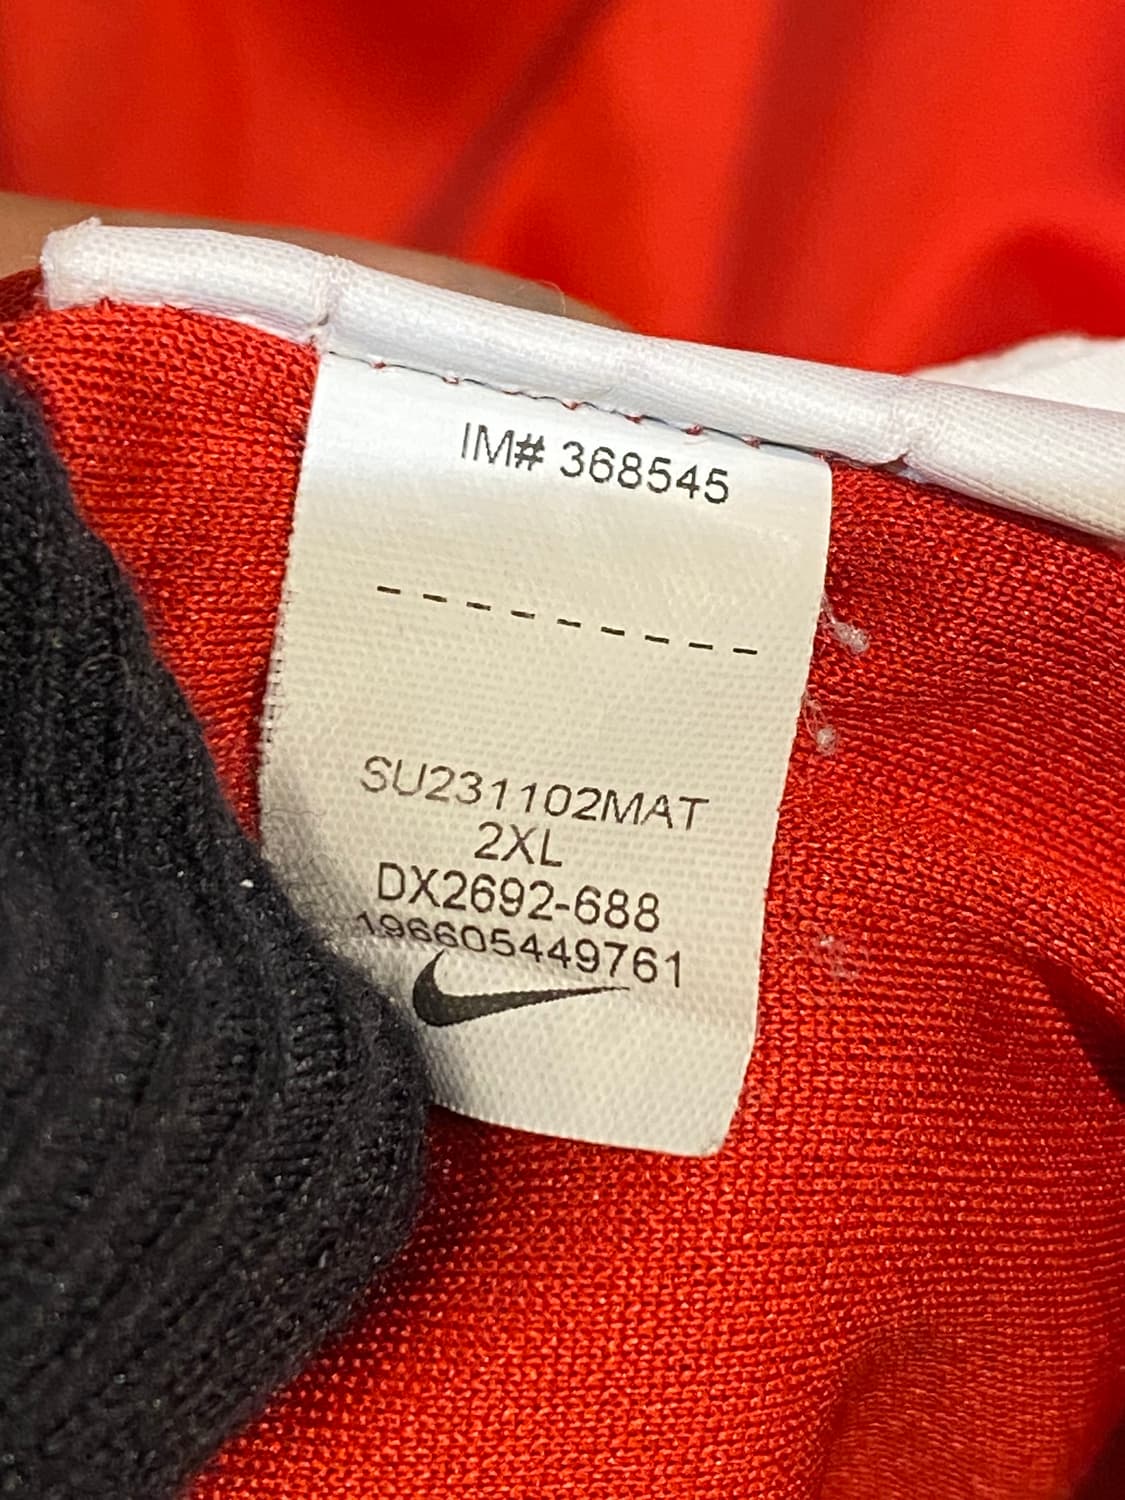 IM# 368545
SU231102MAT
2XL
DX2692-688
196605449761